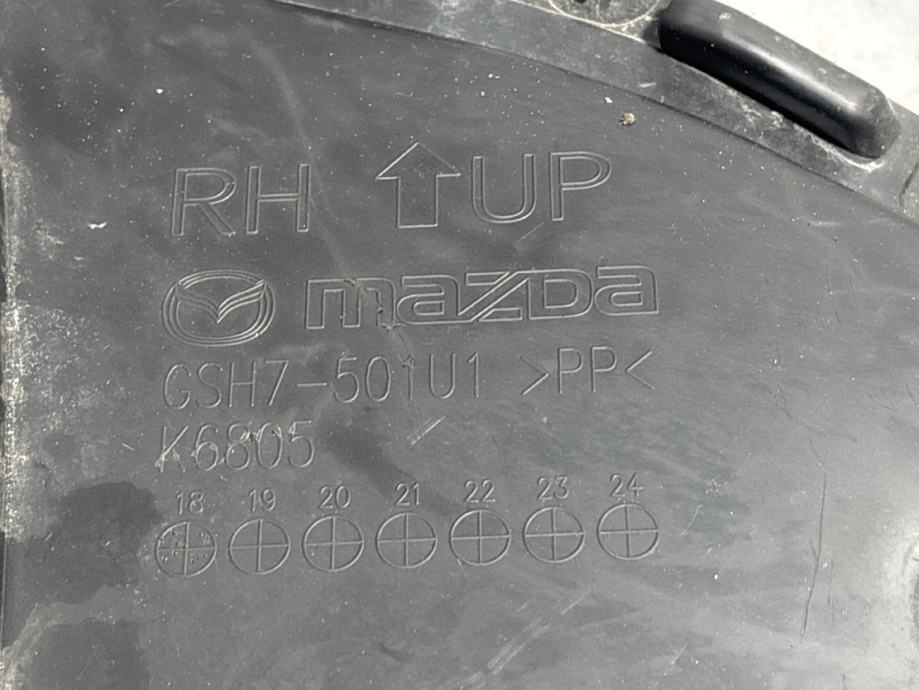 RH ↑ UP
mazda
GSH7-501U1 >PP<
K6805
18 19 20 21 22 23 24